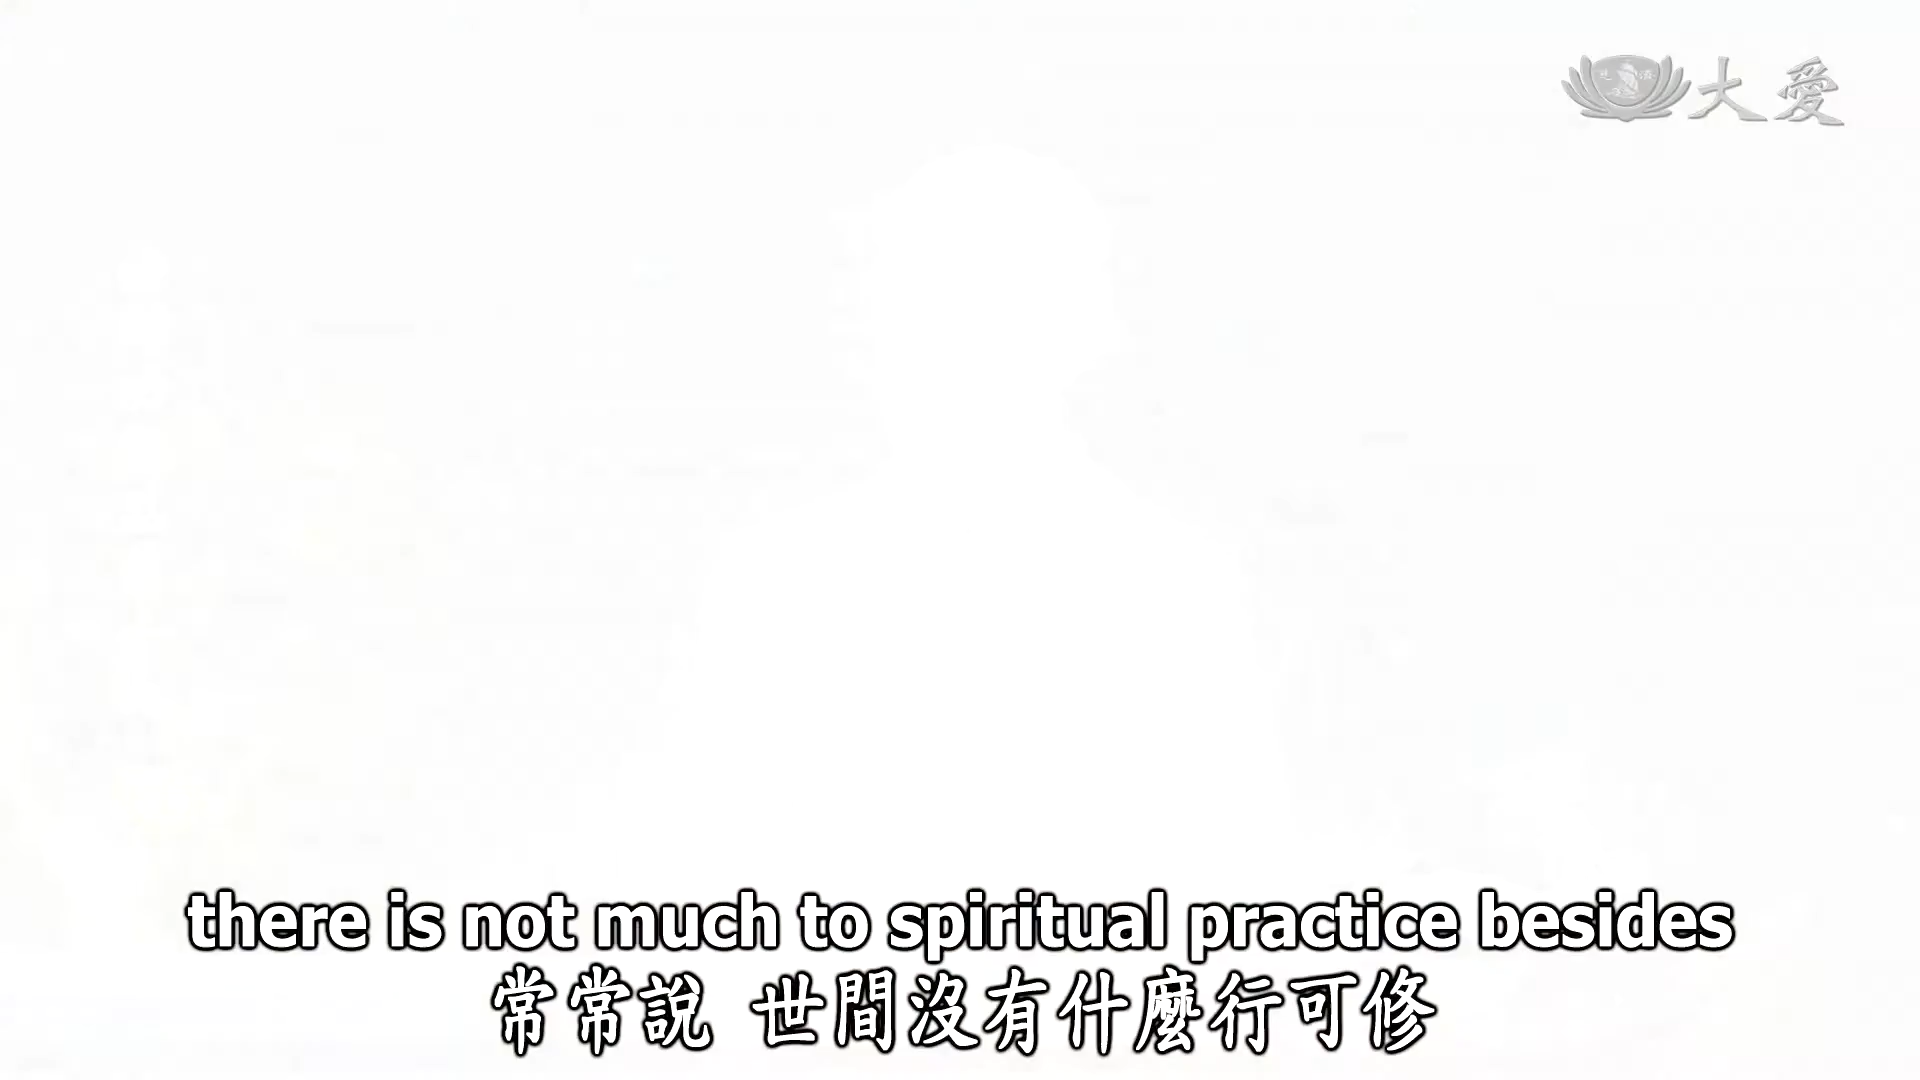 大愛
there is not much to spiritual practice besides
常常說 世間沒有什麼行可修